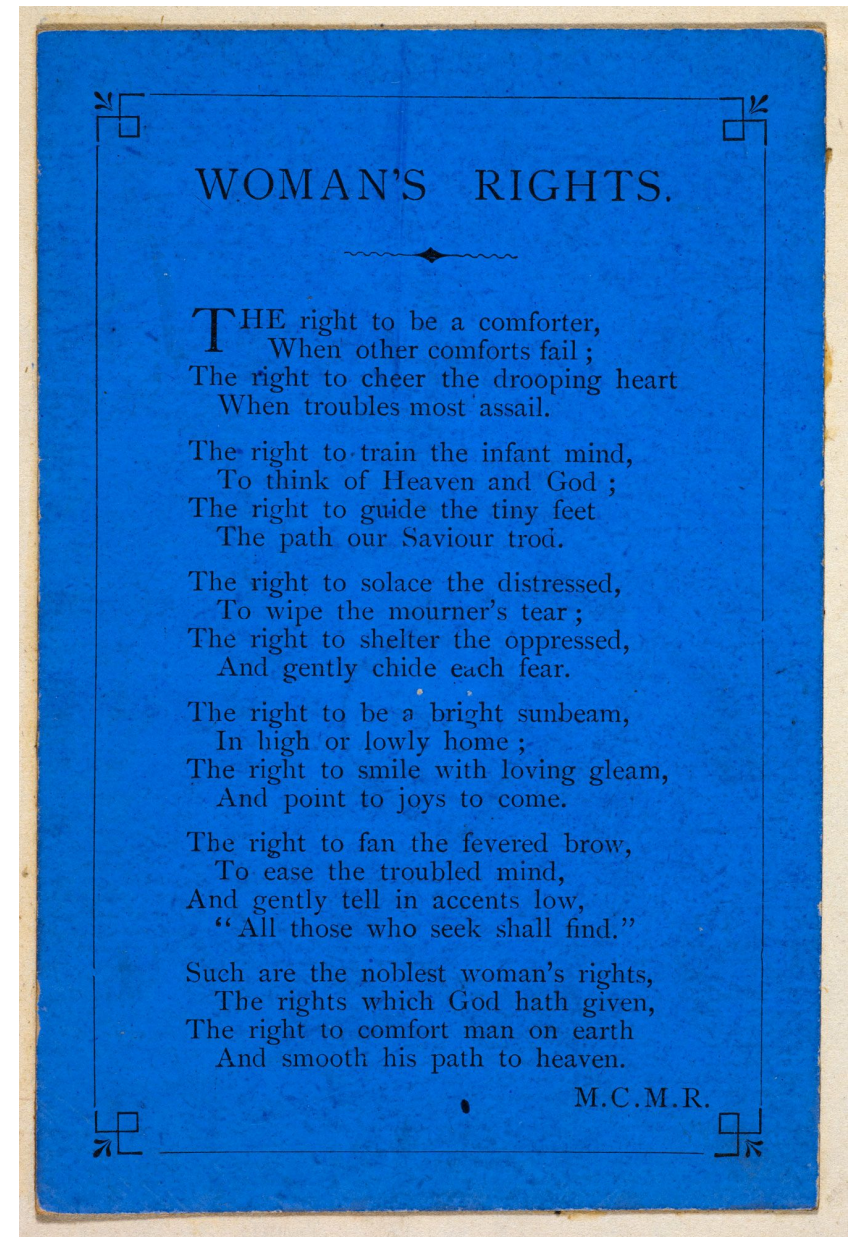 WOMAN'S RIGHTS.
THE right to be a comforter,
When other comforts fail ;
The right to cheer the drooping heart
When troubles most assail.
The right to train the infant mind,
To think of Heaven and God ;
The right to guide the tiny feet
The path our Saviour trod.
The right to solace the distressed,
To wipe the mourner's tear ;
The right to shelter the oppressed,
And gently chide each fear.
The right to be a bright sunbeam,
In high or lowly home ;
The right to smile with loving gleam,
And point to joys to come.
The right to fan the fevered brow,
To ease the troubled mind,
And gently tell in accents low,
“ All those who seek shall find.”
Such are the noblest woman's rights,
The rights which God hath given,
The right to comfort man on earth
And smooth his path to heaven.
M.C.M.R.